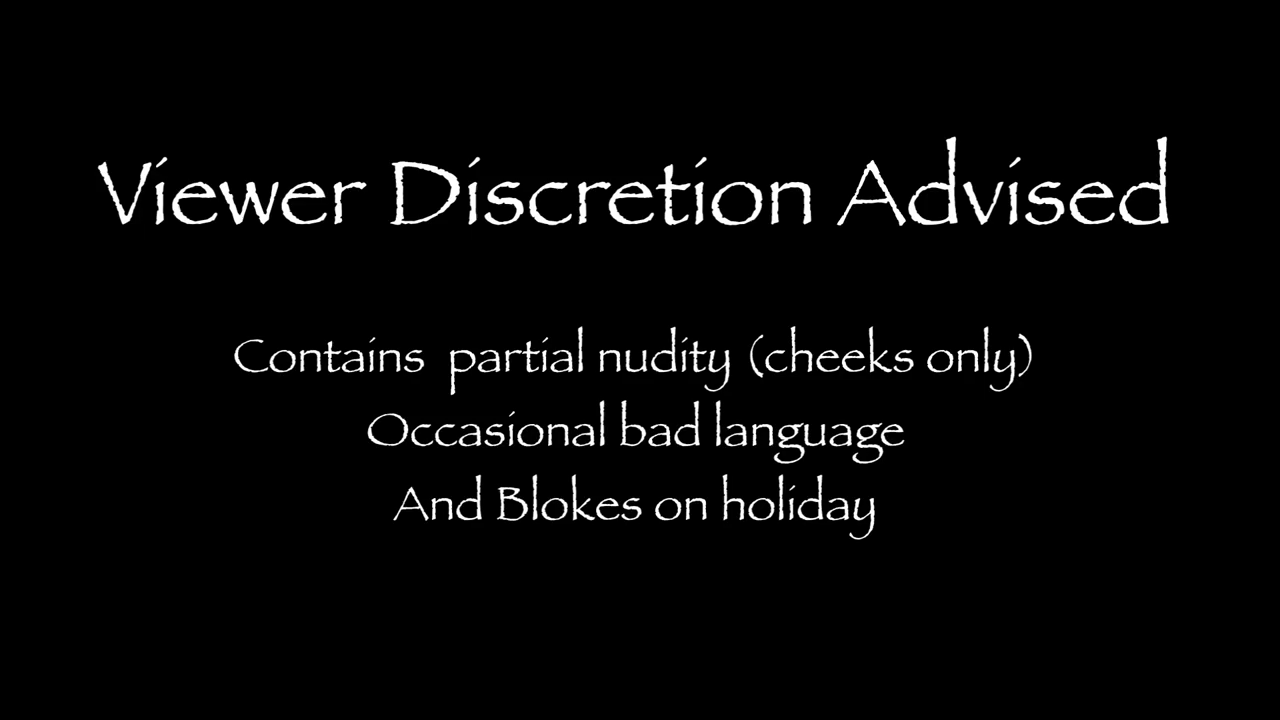 Viewer Discretion Advised
Contains partial nudity (cheeks only)
Occasional bad language
And Blokes on holiday